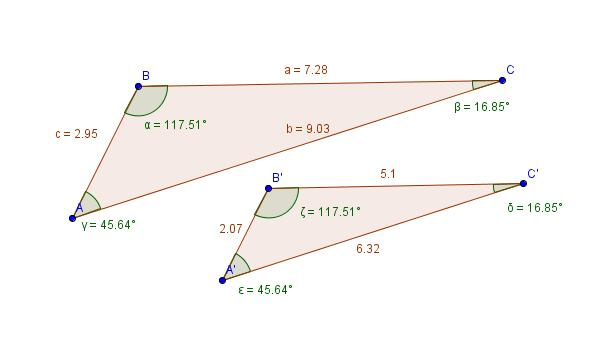 B
a = 7.28
C
α = 117.51°
β = 16.85°
c = 2.95
b = 9.03
B'
5.1
C'
A
γ = 45.64°
ζ = 117.51°
δ = 16.85°
2.07
6.32
A'
ε = 45.64°